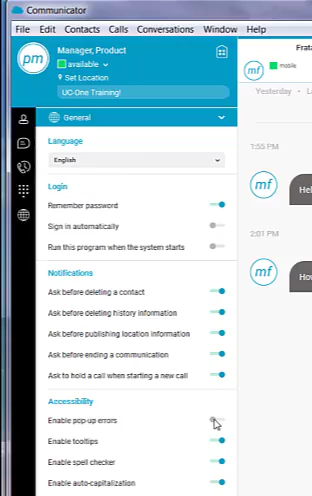 Communicator
File Edit Contacts Calls Conversations Window Help
pm
Manager, Product
available
Set Location
UC-One Training!
General
Language
English
Login
Remember password
Sign in automatically
Run this program when the system starts
Notifications
Ask before deleting a contact
Ask before deleting history information
Ask before publishing location information
Ask before ending a communication
Ask to hold a call when starting a new call
Accessibility
Enable pop-up errors
Enable tooltips
Enable spell checker
Enable auto-capitalization
Frata
mf
mobile
Yesterday
1:55 PM
mf
Hel
2:01 PM
mf
How